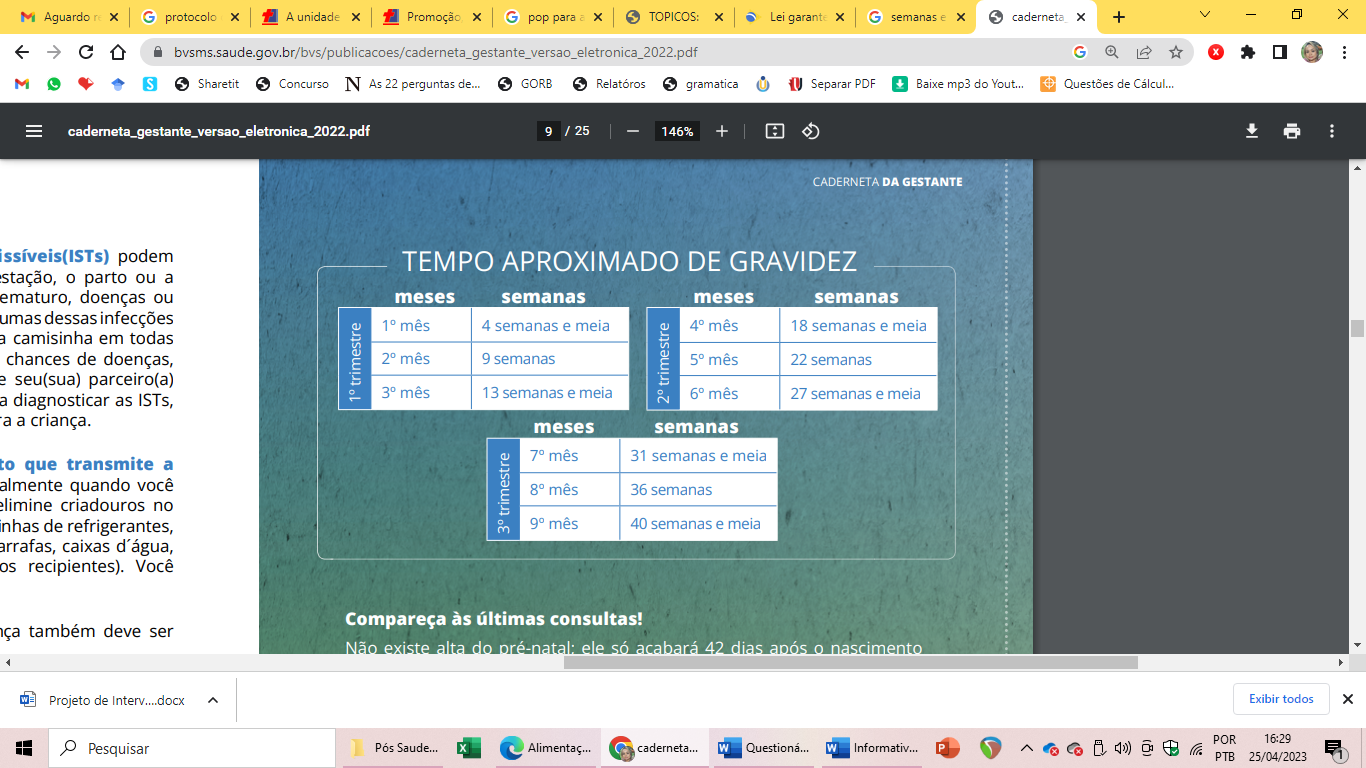 Aguardo re
protocolo
A unidade
Promoção
pop para a
TOPICOS:
Lei garante
semanas e
caderneta_
bvsms.saude.gov.br/bvs/publicacoes/caderneta_gestante_versao_eletronica_2022.pdf
Sharetit
Concurso
As 22 perguntas de...
GORB
Relatóros
gramatica
Separar PDF
Baixe mp3 do Yout...
Questões de Cálcul...
caderneta_gestante_versao_eletronica_2022.pdf
9 / 25
146%
CADERNETA DA GESTANTE
issíveis(ISTs) podem
estação, o parto ou a
ematuro, doenças ou
umas dessas infecções
a camisinha em todas
chances de doenças,
e seu(sua) parceiro(a)
a diagnosticar as ISTs,
ra a criança.
to que transmite a
almente quando você
elimine criadouros no
inhas de refrigerantes,
arrafas, caixas d´água,
os recipientes). Você
nça também deve ser
TEMPO APROXIMADO DE GRAVIDEZ
meses semanas
1º trimestre
1º mês 4 semanas e meia
2º mês 9 semanas
3º mês 13 semanas e meia
meses semanas
2º trimestre
4º mês 18 semanas e meia
5º mês 22 semanas
6º mês 27 semanas e meia
meses semanas
3º trimestre
7º mês 31 semanas e meia
8º mês 36 semanas
9º mês 40 semanas e meia
Compareça às últimas consultas!
Não existe alta do pré-natal: ele só acabará 42 dias após o nascimento
Projeto de Interv....docx
Exibir todos
Pesquisar
Pós Saude...
Alimentaç...
caderneta...
Questioná...
Informativ...
POR
PTB
16:29
25/04/2023
1